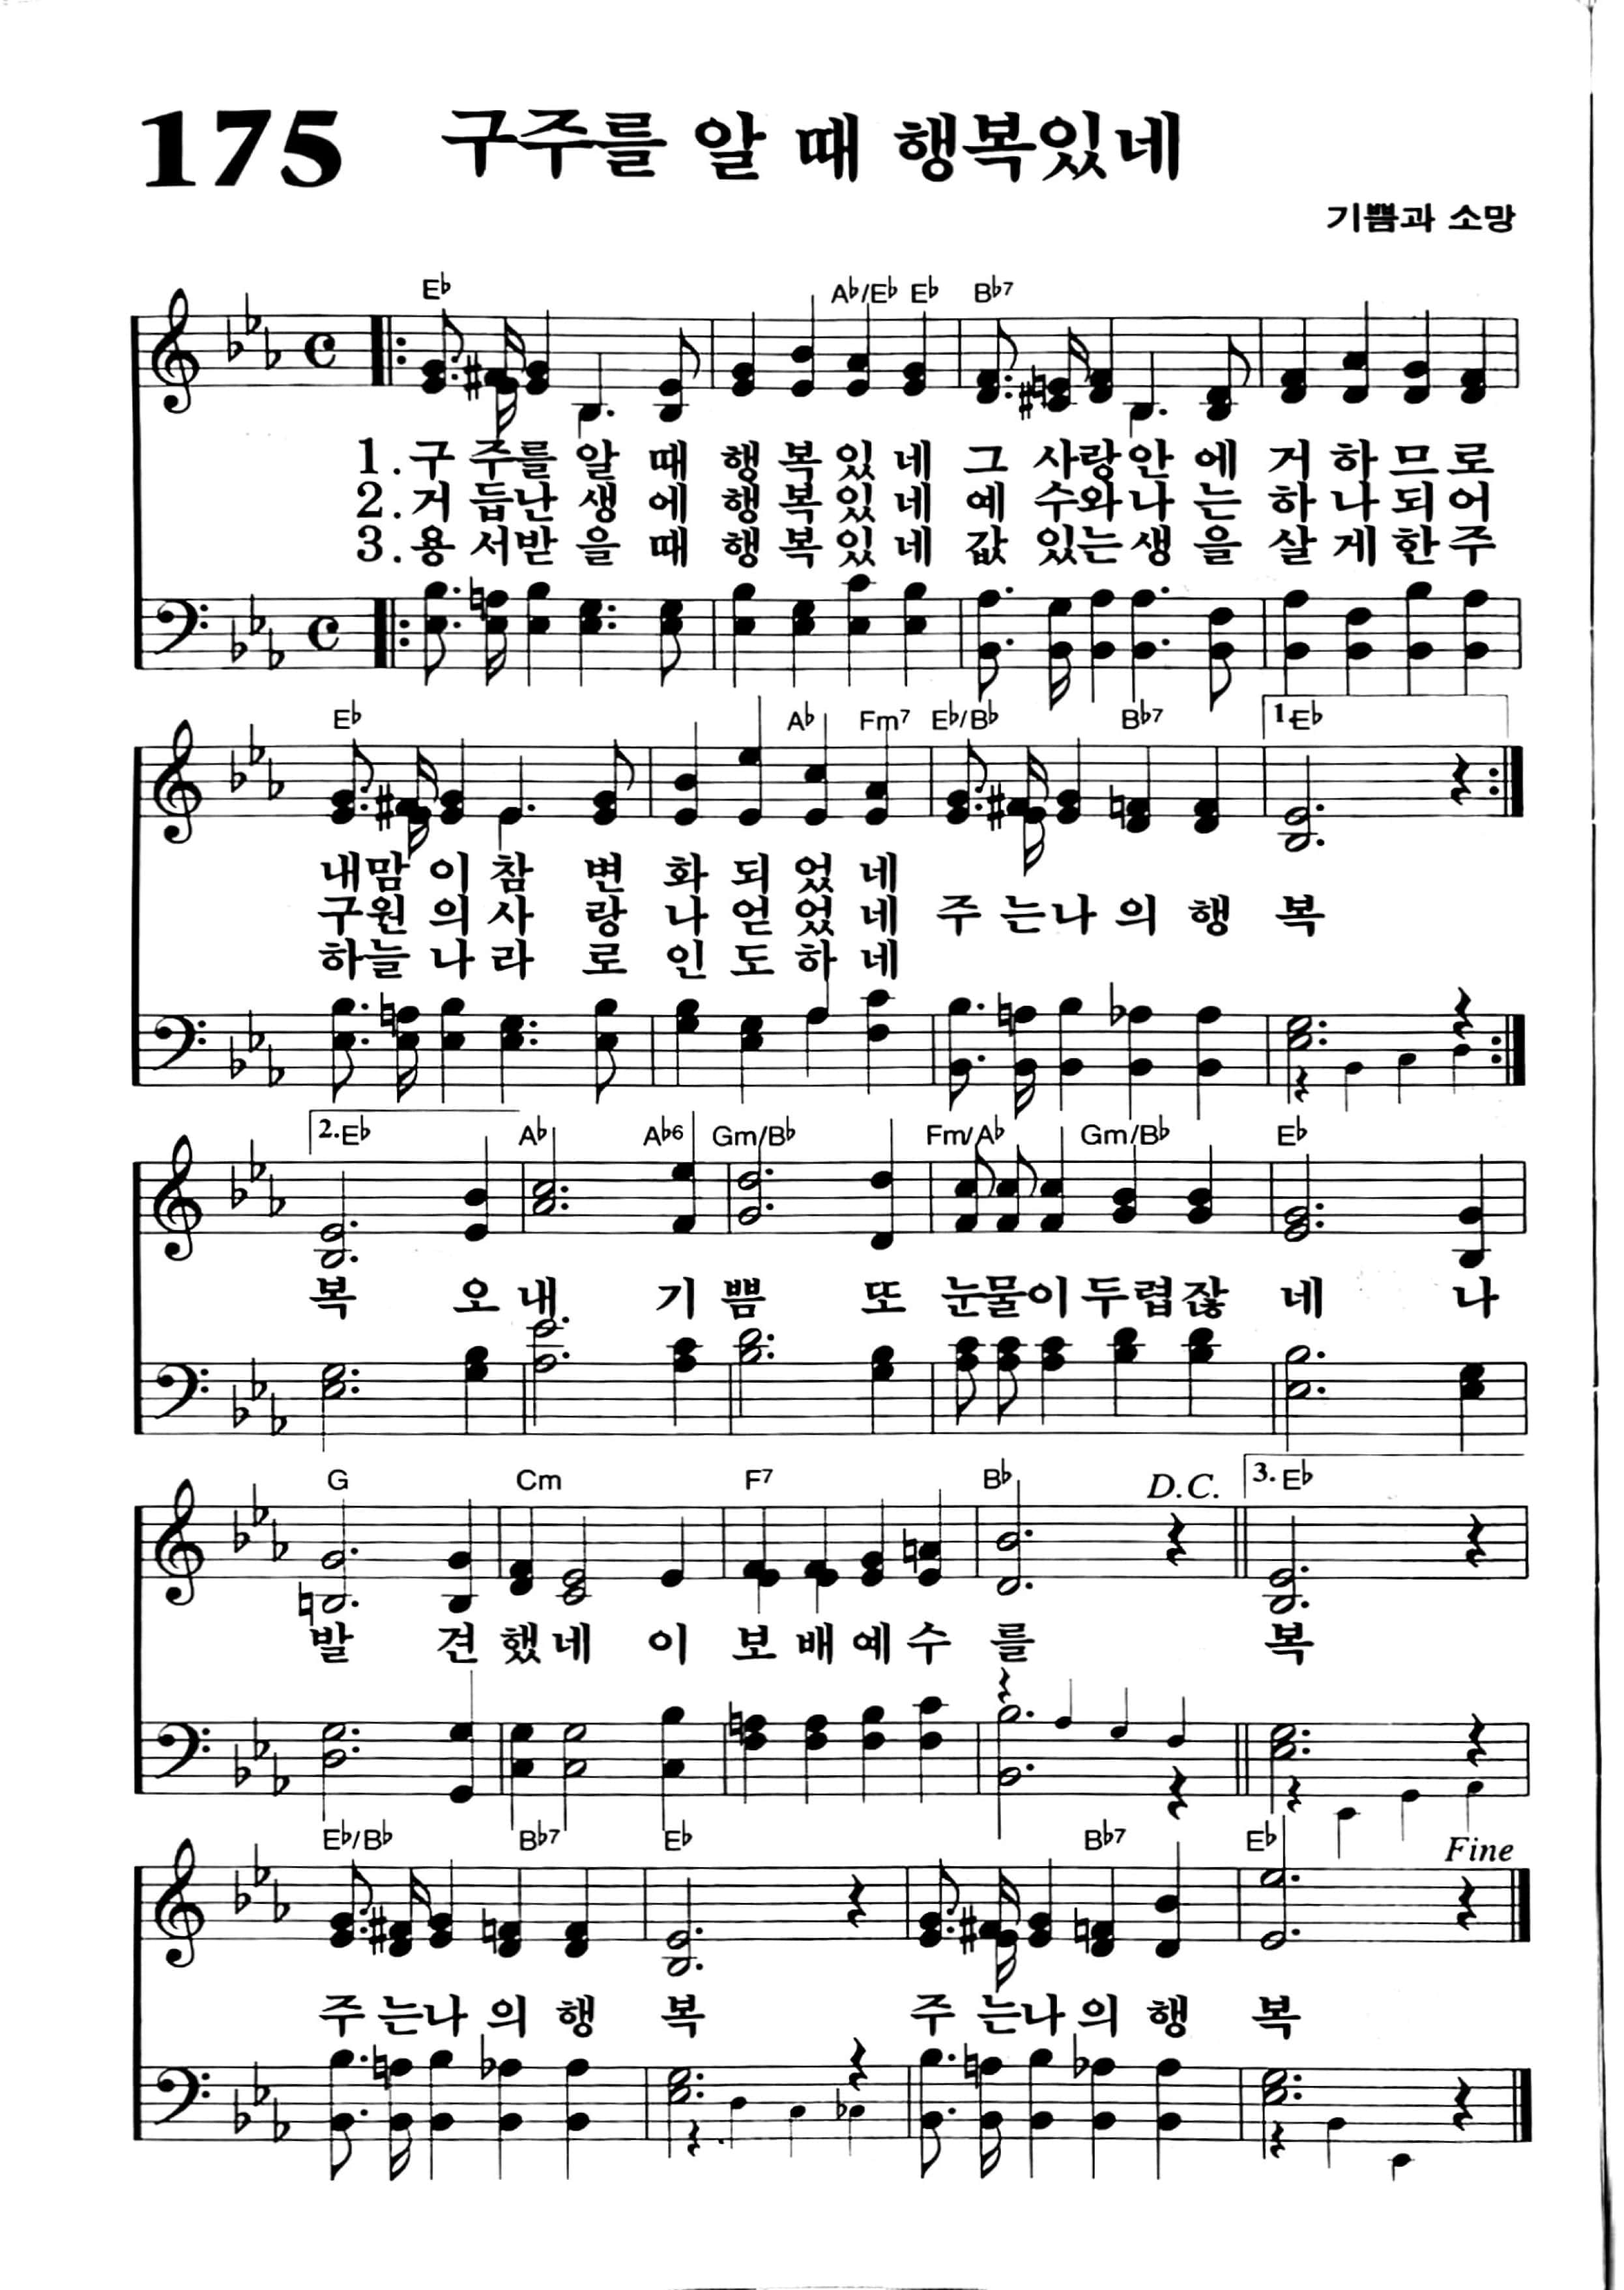 175 구주를 알 때 행복있네
기쁨과 소망
E♭ A♭/E♭ E♭ B♭7
1. 구 주를 알 때 행 복 있 네 그 사랑안 에 거 하 므 로
2. 거 듭난 생 에 행 복 있 네 예 수와나 는 하 나 되 어
3. 용 서받 을 때 행 복 있 네 값 있는생 을 살 게 한 주
E♭ A♭ Fm7 E♭/B♭ B♭7 1. E♭
내맘 이 참 변 화 되 었 네
구원 의 사 랑 나 얻 었 네 주 는나 의 행 복
하늘 나 라 로 인 도 하 네
2. E♭ A♭ A♭6 Gm/B♭ Fm/A♭ Gm/B♭ E♭
복 오 내 기 쁨 또 눈물이 두 렵 잖 네 나
G Cm F7 B♭ D.C. 3. E♭
발 견 했 네 이 보 배 예 수 를 복
E♭/B♭ B♭7 E♭ B♭7 E♭ Fine
주 는나 의 행 복 주 는나 의 행 복